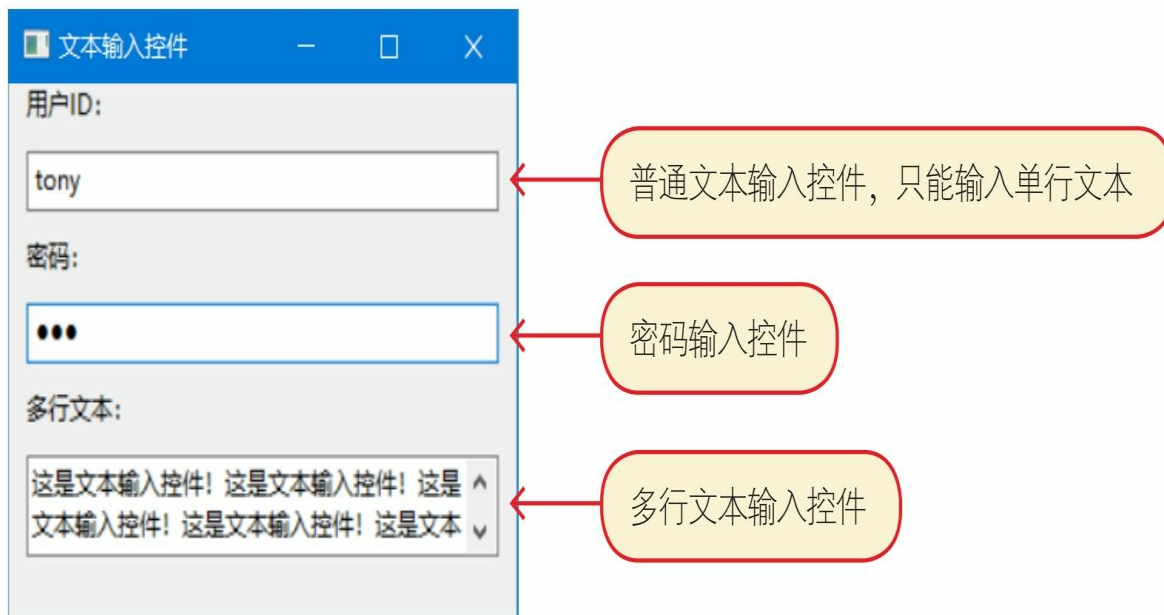 文本输入控件
用户ID：
tony
普通文本输入控件，只能输入单行文本
密码：
密码输入控件
多行文本：
这是文本输入控件！这是文本输入控件！这是
文本输入控件！这是文本输入控件！这是文本
多行文本输入控件